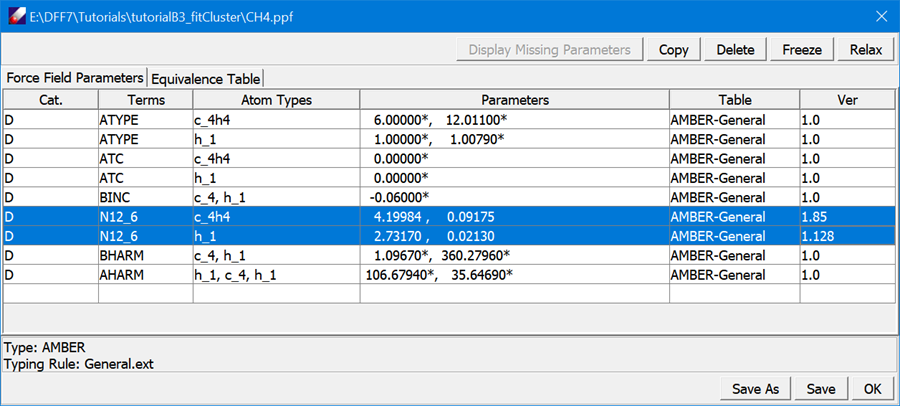 E:\DFF7\Tutorials\tutorialB3_fitCluster\CH4.ppf
Display Missing Parameters Copy Delete Freeze Relax
Force Field Parameters Equivalence Table
Cat. Terms Atom Types Parameters Table Ver
D ATYPE c_4h4 6.00000*, 12.01100* AMBER-General 1.0
D ATYPE h_1 1.00000*, 1.00790* AMBER-General 1.0
D ATC c_4h4 0.00000* AMBER-General 1.0
D ATC h_1 0.00000* AMBER-General 1.0
D BINC c_4, h_1 -0.06000* AMBER-General 1.0
D N12_6 c_4h4 4.19984 , 0.09175 AMBER-General 1.85
D N12_6 h_1 2.73170 , 0.02130 AMBER-General 1.128
D BHARM c_4, h_1 1.09670*, 360.27960* AMBER-General 1.0
D AHARM h_1, c_4, h_1 106.67940*, 35.64690* AMBER-General 1.0
Type: AMBER
Typing Rule: General.ext
Save As Save OK